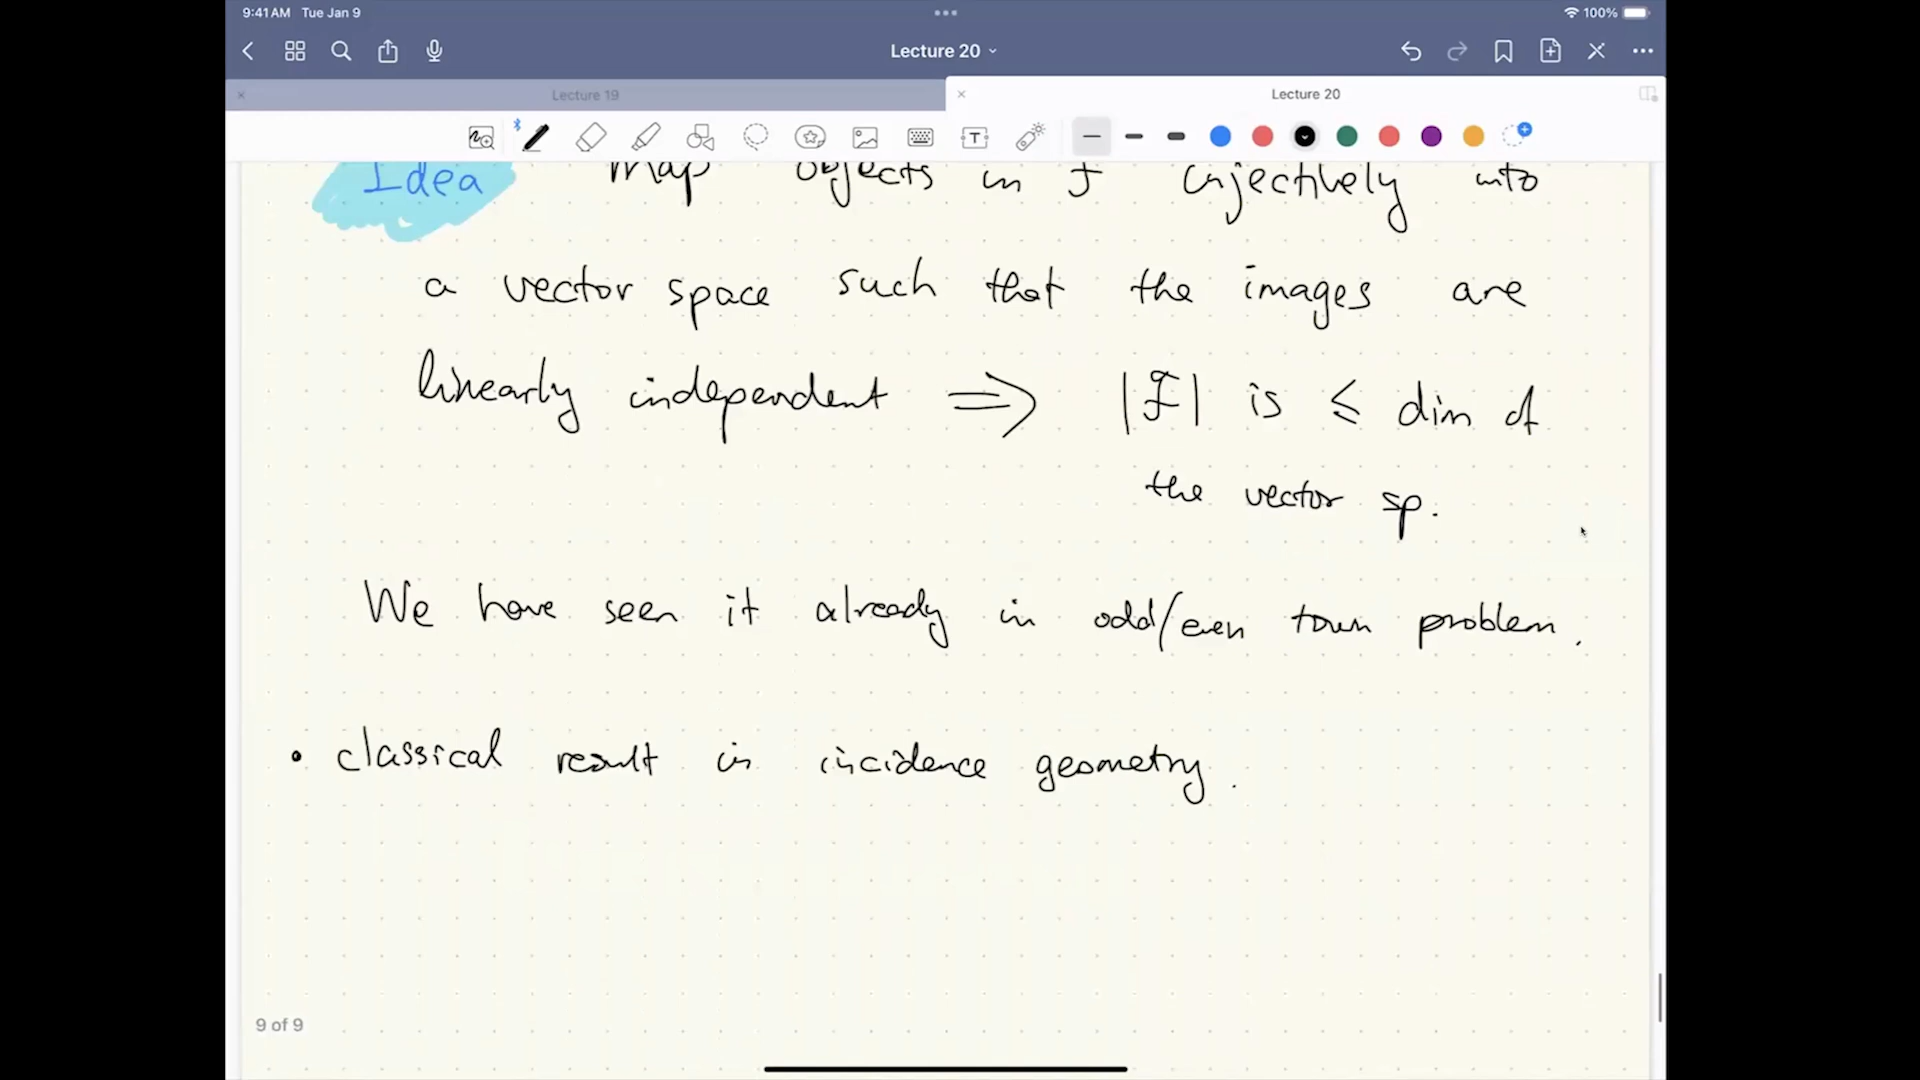 9:41 AM Tue Jan 9
100%
Lecture 20
Lecture 19
Lecture 20
Idea Map objects in F injectively into
a vector space such that the images are
linearly independent ⟹ |F| is ≤ dim of
the vector sp.
We have seen it already in odd/even town problem.
• classical result in incidence geometry.
9 of 9